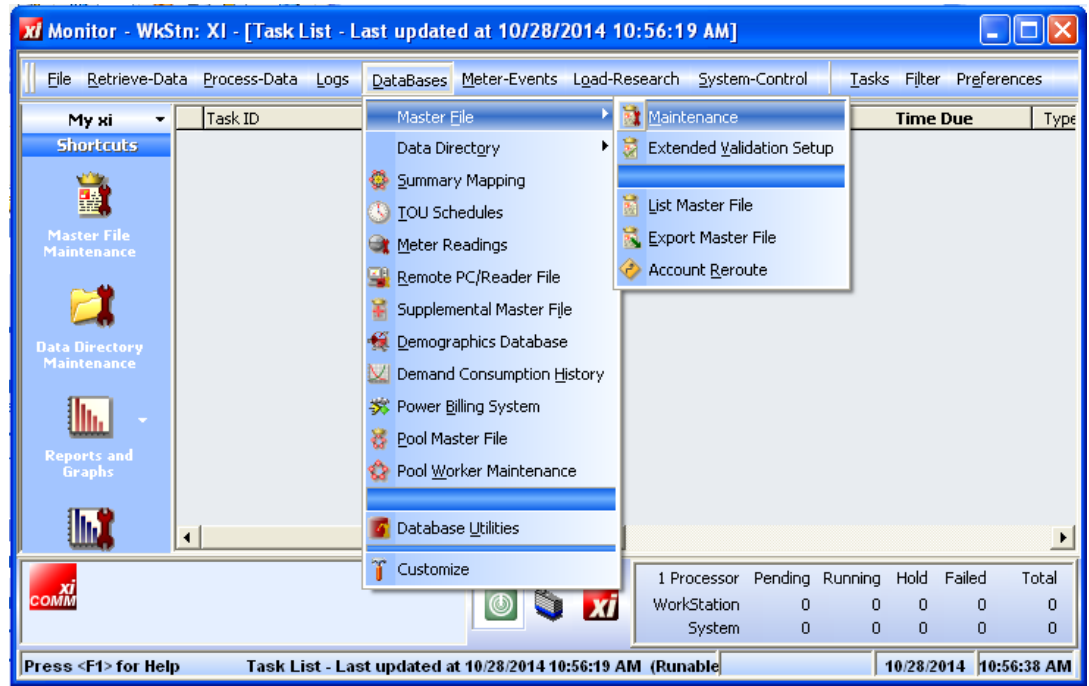 xi Monitor - WkStn: XI - [Task List - Last updated at 10/28/2014 10:56:19 AM]
File Retrieve-Data Process-Data Logs DataBases Meter-Events Load-Research System-Control Tasks Filter Preferences
My xi
Shortcuts
Master File Maintenance
Data Directory Maintenance
Reports and Graphs
Task ID
Time Due
Type
Master File
Data Directory
Summary Mapping
TOU Schedules
Meter Readings
Remote PC/Reader File
Supplemental Master File
Demographics Database
Demand Consumption History
Power Billing System
Pool Master File
Pool Worker Maintenance
Database Utilities
Customize
Maintenance
Extended Validation Setup
List Master File
Export Master File
Account Reroute
xi
COMM
xi
1 Processor Pending Running Hold Failed Total
WorkStation 0 0 0 0 0
System 0 0 0 0 0
Press <F1> for Help Task List - Last updated at 10/28/2014 10:56:19 AM (Runable 10/28/2014 10:56:38 AM